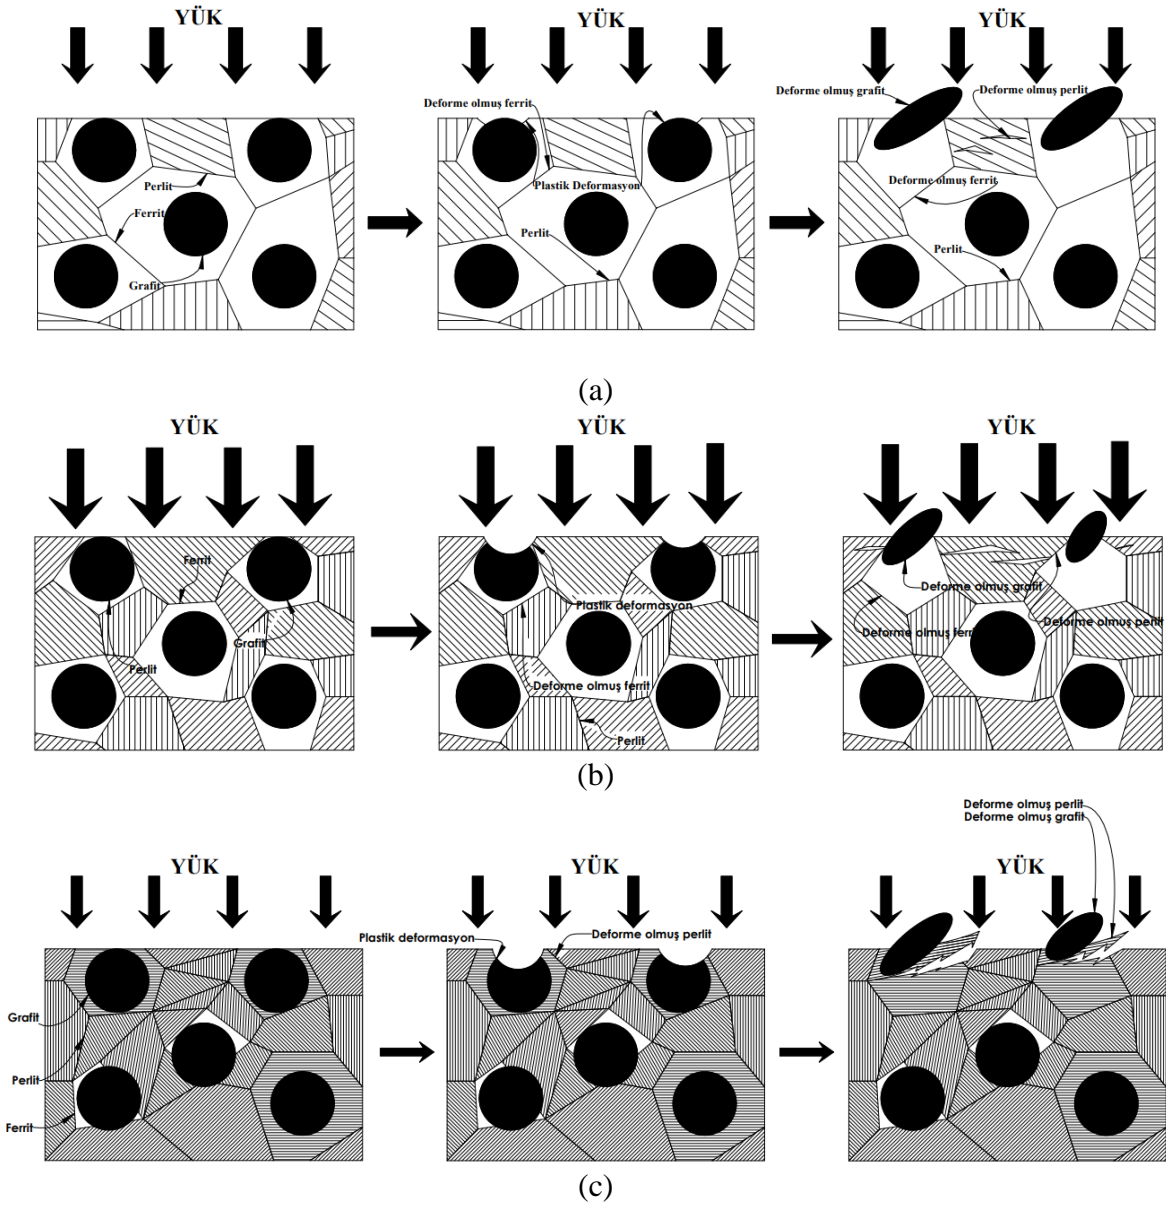 YÜK
YÜK
YÜK
Perlit
Ferrit
Grafit
Deforme olmuş ferrit
Plastik Deformasyon
Perlit
Deforme olmuş grafit
Deforme olmuş perlit
Deforme olmuş ferrit
Perlit
(a)
YÜK
YÜK
YÜK
Ferrit
Grafit
Perlit
Plastik deformasyon
Deforme olmuş ferrit
Perlit
Deforme olmuş grafit
Deforme olmuş perlit
Deforme olmuş ferrit
(b)
Deforme olmuş perlit
Deforme olmuş grafit
YÜK
YÜK
YÜK
Grafit
Perlit
Ferrit
Plastik deformasyon
Deforme olmuş perlit
(c)